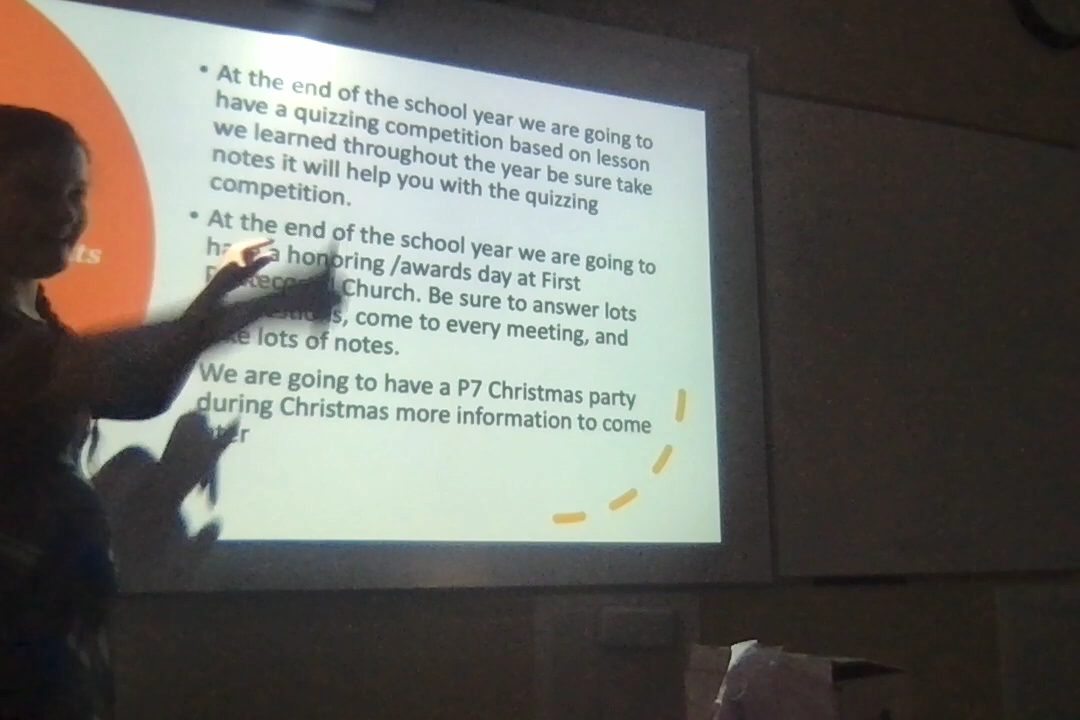 • At the end of the school year we are going to
have a quizzing competition based on lesson
we learned throughout the year be sure take
notes it will help you with the quizzing
competition.
• At the end of the school year we are going to
have a honoring /awards day at First
Church. Be sure to answer lots
come to every meeting, and
lots of notes.
We are going to have a P7 Christmas party
during Christmas more information to come